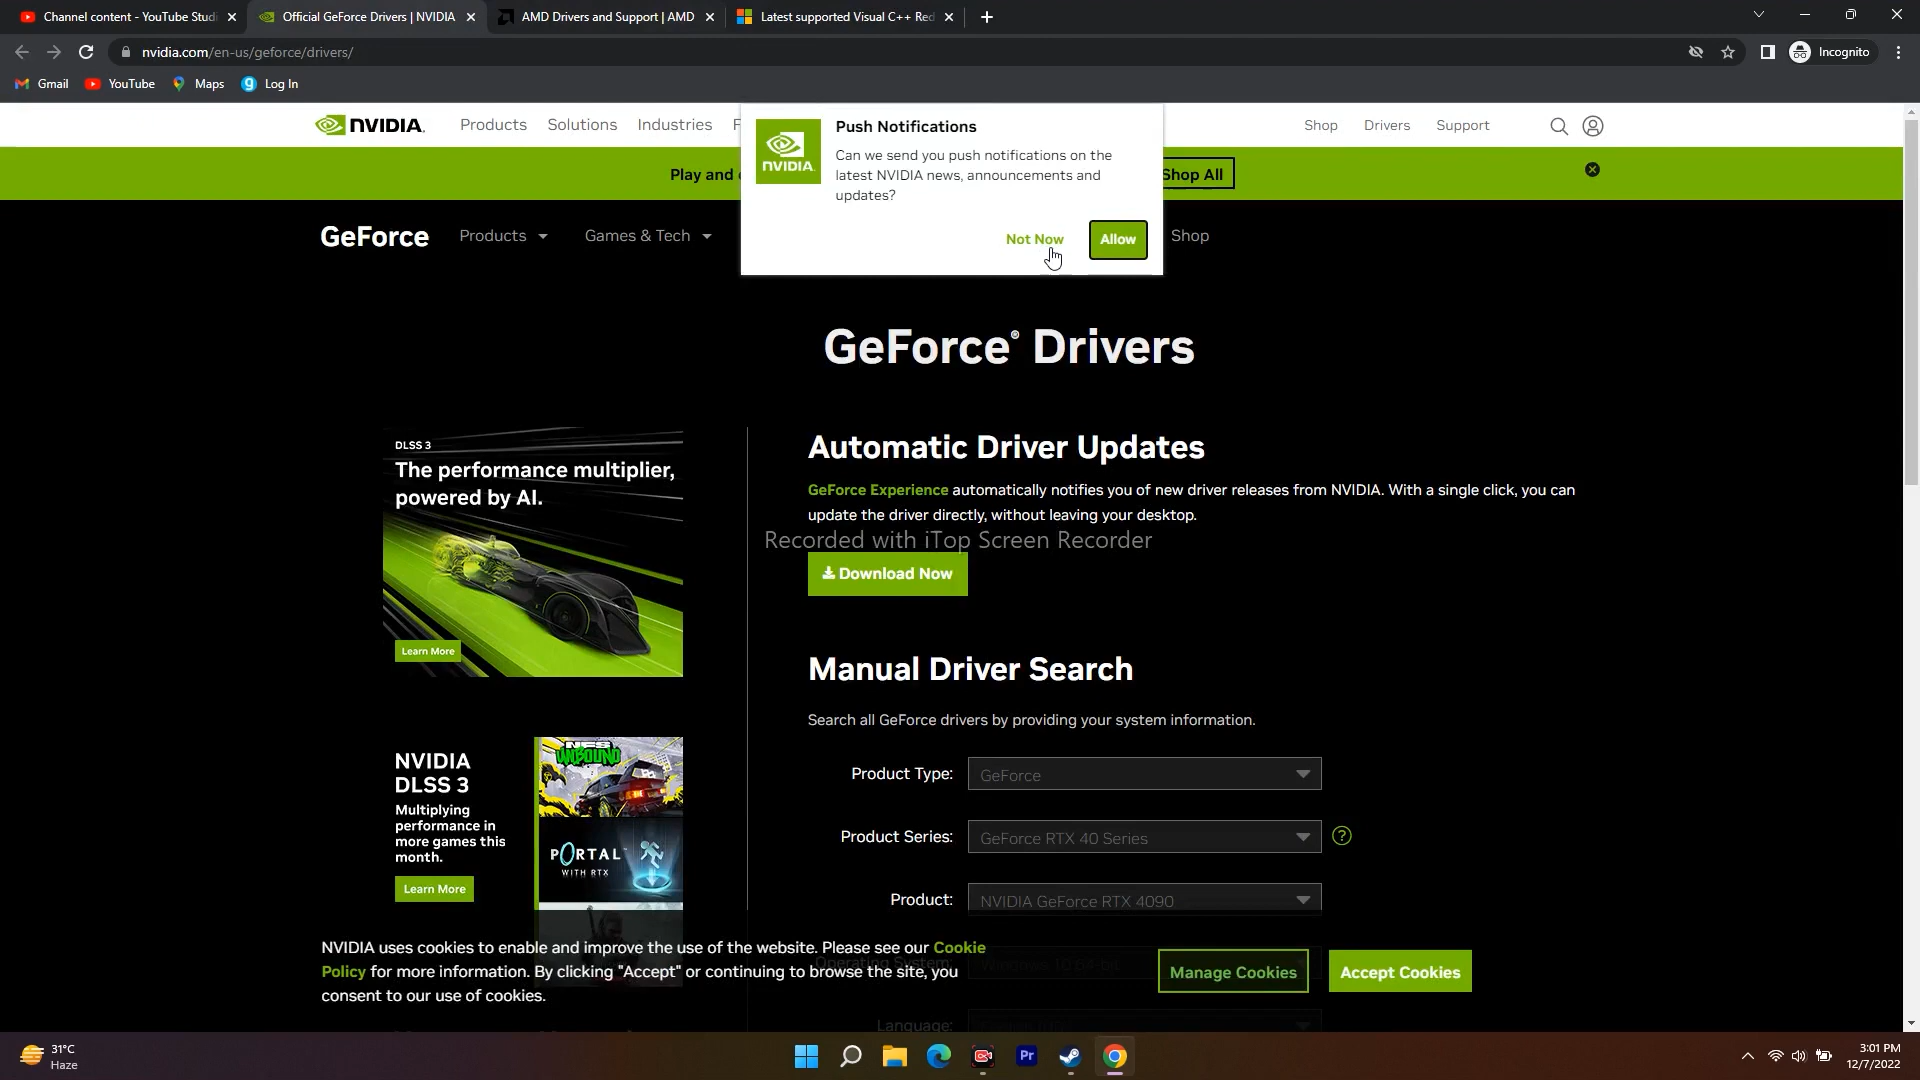 Channel content - YouTube Studi
Official GeForce Drivers | NVIDIA
AMD Drivers and Support | AMD
Latest supported Visual C++ Red
nvidia.com/en-us/geforce/drivers/
Incognito
Gmail
YouTube
Maps
Log In
NVIDIA.
Products
Solutions
Industries
Shop
Drivers
Support
Push Notifications
NVIDIA.
Can we send you push notifications on the
latest NVIDIA news, announcements and
updates?
Not Now
Allow
Play and
Shop All
GeForce
Products
Games & Tech
Shop
GeForce® Drivers
DLSS 3
The performance multiplier,
powered by AI.
Learn More
Automatic Driver Updates
GeForce Experience automatically notifies you of new driver releases from NVIDIA. With a single click, you can
update the driver directly, without leaving your desktop.
Recorded with iTop Screen Recorder
Download Now
Manual Driver Search
Search all GeForce drivers by providing your system information.
Product Type:
GeForce
Product Series:
GeForce RTX 40 Series
?
Product:
NVIDIA GeForce RTX 4090
Operating System:
Windows 10 64-bit
Language:
NVIDIA
DLSS 3
Multiplying
performance in
more games this
month.
Learn More
NFS
UNBOUND
PORTAL
WITH RTX
NVIDIA uses cookies to enable and improve the use of the website. Please see our Cookie
Policy for more information. By clicking "Accept" or continuing to browse the site, you
consent to our use of cookies.
Manage Cookies
Accept Cookies
31°C
Haze
Pr
3:01 PM
12/7/2022